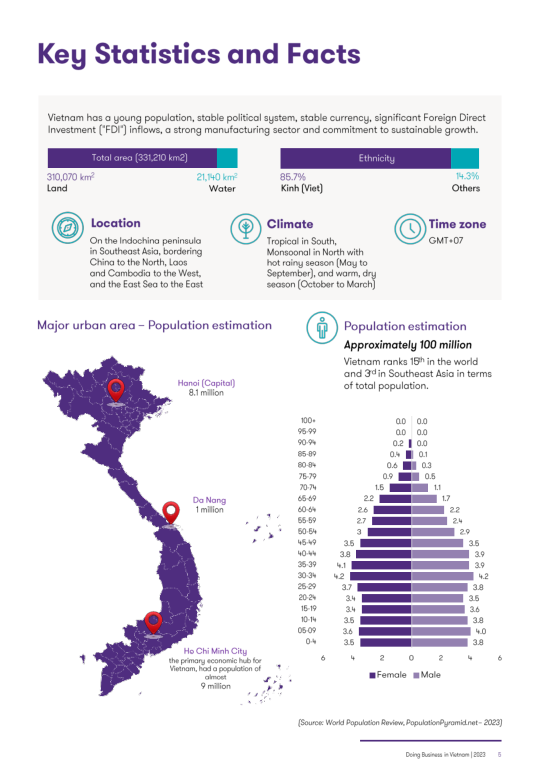 Key Statistics and Facts
Vietnam has a young population, stable political system, stable currency, significant Foreign Direct
Investment ("FDI") inflows, a strong manufacturing sector and commitment to sustainable growth.
Total area (331,210 km2)
310,070 km²
Land
21,140 km²
Water
Ethnicity
85.7%
Kinh (Viet)
14.3%
Others
Location
On the Indochina peninsula
in Southeast Asia, bordering
China to the North, Laos
and Cambodia to the West,
and the East Sea to the East
Climate
Tropical in South,
Monsoonal in North with
hot rainy season (May to
September), and warm, dry
season (October to March)
Time zone
GMT+07
Major urban area – Population estimation
Hanoi (Capital)
8.1 million
Da Nang
1 million
Ho Chi Minh City
the primary economic hub for
Vietnam, had a population of
almost
9 million
Population estimation
Approximately 100 million
Vietnam ranks 15th in the world
and 3rd in Southeast Asia in terms
of total population.
100+ 0.0 0.0
95-99 0.0 0.0
90-94 0.2 0.0
85-89 0.4 0.1
80-84 0.6 0.3
75-79 0.9 0.5
70-74 1.5 1.1
65-69 2.2 1.7
60-64 2.6 2.2
55-59 2.7 2.4
50-54 3 2.9
45-49 3.5 3.5
40-44 3.8 3.9
35-39 4.1 3.9
30-34 4.2 4.2
25-29 3.7 3.8
20-24 3.4 3.5
15-19 3.4 3.6
10-14 3.5 3.8
05-09 3.6 4.0
0-4 3.5 3.8
6 4 2 0 2 4 6
Female Male
(Source: World Population Review, PopulationPyramid.net– 2023)
Doing Business in Vietnam | 2023 5